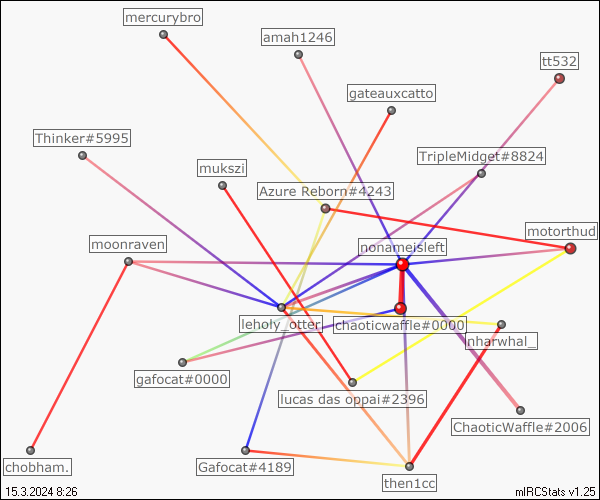 mercurybro
amah1246
tt532
gateauxcatto
Thinker#5995
TripleMidget#8824
mukszi
Azure Reborn#4243
motorthud
moonraven
nonameisleft
leholy_otter
chaoticwaffle#0000
nharwhal_
gafocat#0000
lucas das oppai#2396
ChaoticWaffle#2006
chobham.
Gafocat#4189
then1cc
15.3.2024 8:26
mIRCStats v1.25